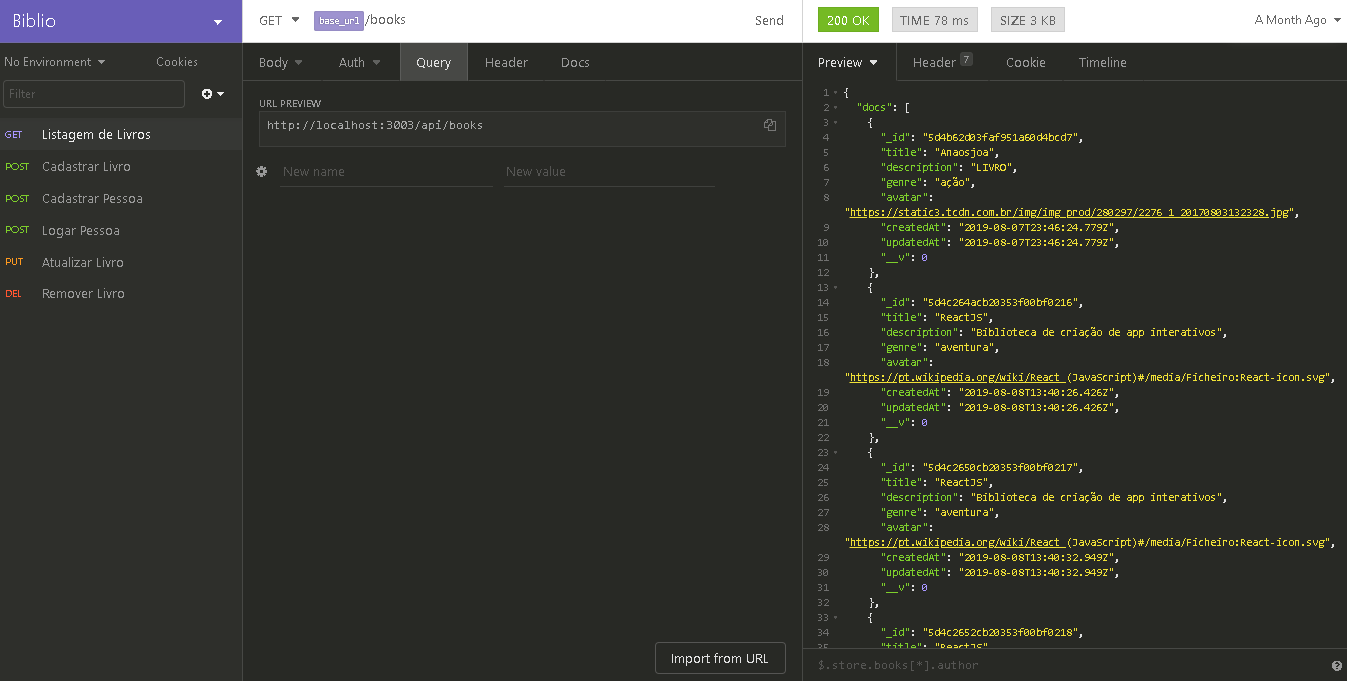 Biblio
GET
base_url/books
Send
200 OK
TIME 78 ms
SIZE 3 KB
A Month Ago
No Environment
Cookies
Body
Auth
Query
Header
Docs
Preview
Header 7
Cookie
Timeline
Filter
GET Listagem de Livros
POST Cadastrar Livro
POST Cadastrar Pessoa
POST Logar Pessoa
PUT Atualizar Livro
DEL Remover Livro
URL PREVIEW
http://localhost:3003/api/books
New name
New value
Import from URL
1 {
2 "docs": [
3 {
4 "_id": "5d4b62d03faf951a60d4bcd7",
5 "title": "Anaosjoa",
6 "description": "LIVRO",
7 "genre": "ação",
8 "avatar":
"https://static3.tcdn.com.br/img/img_prod/280297/2276_1_20170803132328.jpg",
9 "createdAt": "2019-08-07T23:46:24.779Z",
10 "updatedAt": "2019-08-07T23:46:24.779Z",
11 "__v": 0
12 },
13 {
14 "_id": "5d4c264acb20353f00bf0216",
15 "title": "ReactJS",
16 "description": "Biblioteca de criação de app interativos",
17 "genre": "aventura",
18 "avatar":
"https://pt.wikipedia.org/wiki/React_(JavaScript)#/media/Ficheiro:React-icon.svg",
19 "createdAt": "2019-08-08T13:40:26.426Z",
20 "updatedAt": "2019-08-08T13:40:26.426Z",
21 "__v": 0
22 },
23 {
24 "_id": "5d4c2650cb20353f00bf0217",
25 "title": "ReactJS",
26 "description": "Biblioteca de criação de app interativos",
27 "genre": "aventura",
28 "avatar":
"https://pt.wikipedia.org/wiki/React_(JavaScript)#/media/Ficheiro:React-icon.svg",
29 "createdAt": "2019-08-08T13:40:32.949Z",
30 "updatedAt": "2019-08-08T13:40:32.949Z",
31 "__v": 0
32 },
33 {
34 "_id": "5d4c2652cb20353f00bf0218",
35 "title": "ReactJS"
$.store.books[*].author